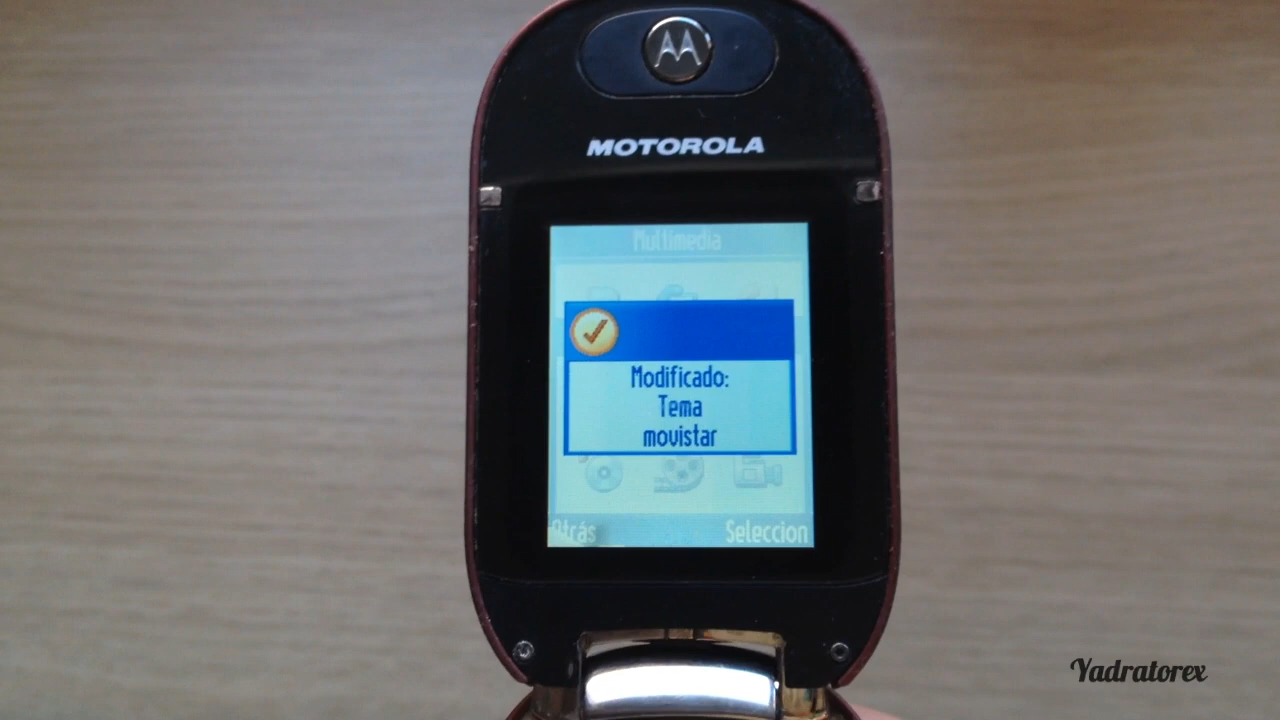 MOTOROLA
Multimedia
Modificado:
Tema
movistar
Atrás
Seleccion
Yadratorex